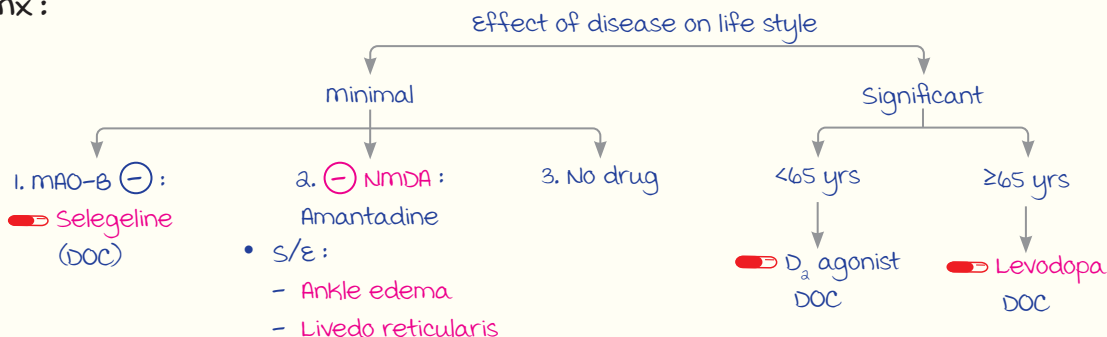 nx:
Effect of disease on life style
minimal
Significant
1. MAO-B ⊖ :
Selegeline
(DOC)
2. ⊖ NMDA :
Amantadine
• S/E :
- Ankle edema
- Livedo reticularis
3. No drug
<65 yrs
D₂ agonist
DOC
≥65 yrs
Levodopa
DOC